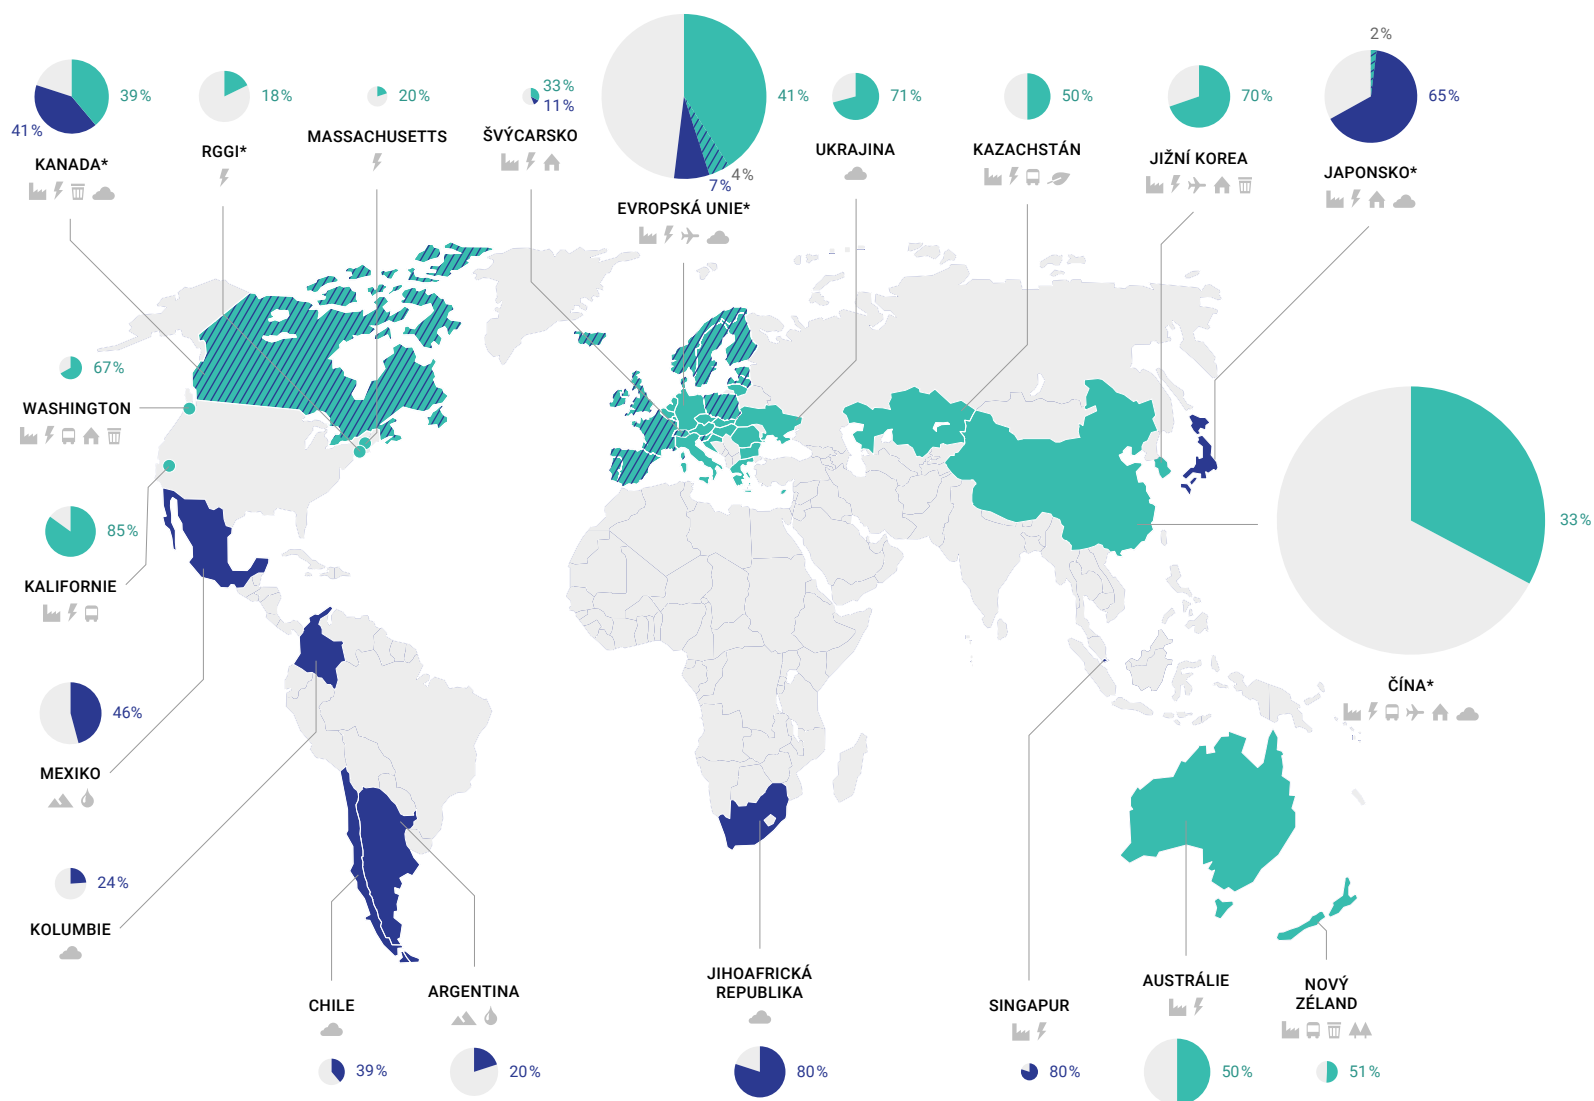 2%
39%
41%
KANADA*
18%
RGGI*
20%
MASSACHUSETTS
33%
11%
ŠVÝCARSKO
41%
4%
7%
EVROPSKÁ UNIE*
71%
UKRAJINA
50%
KAZACHSTÁN
70%
JIŽNÍ KOREA
65%
JAPONSKO*
67%
WASHINGTON
85%
KALIFORNIE
33%
ČÍNA*
46%
MEXIKO
24%
KOLUMBIE
CHILE
39%
ARGENTINA
20%
JIHOAFRICKÁ
REPUBLIKA
80%
SINGAPUR
80%
AUSTRÁLIE
50%
NOVÝ
ZÉLAND
51%